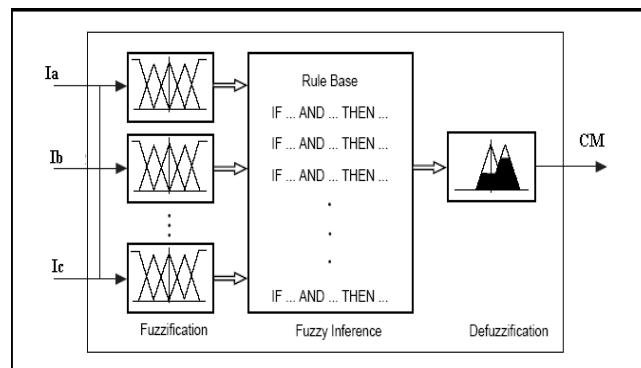 Ia
Ib
Ic
Rule Base
IF ... AND ... THEN ...
IF ... AND ... THEN ...
IF ... AND ... THEN ...
IF ... AND ... THEN ...
CM
Fuzzification
Fuzzy Inference
Defuzzification